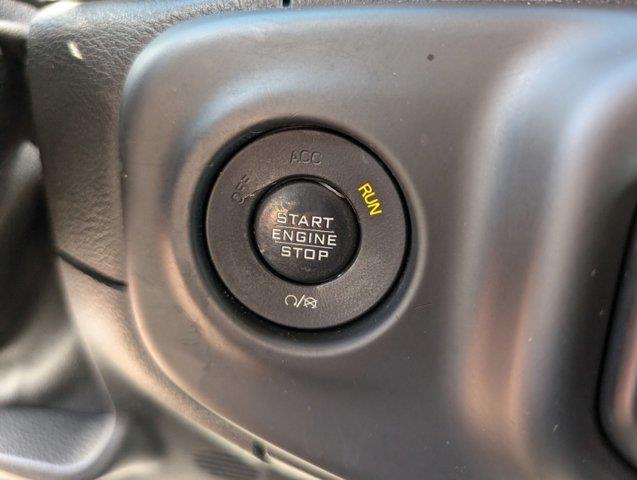 OFF
ACC
RUN
START
ENGINE
STOP